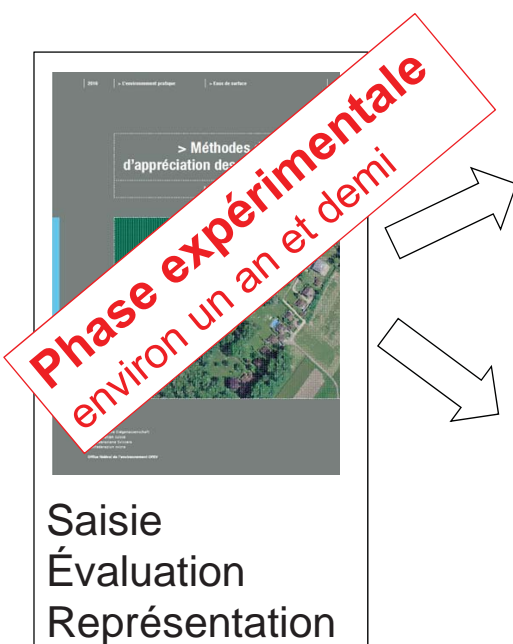 2016 > L'environnement pratique > Eaux de surface
> Méthodes
d'appréciation des
Phase expérimentale
environ un an et demi
Office fédéral de l'environnement OFEV
Saisie
Évaluation
Représentation